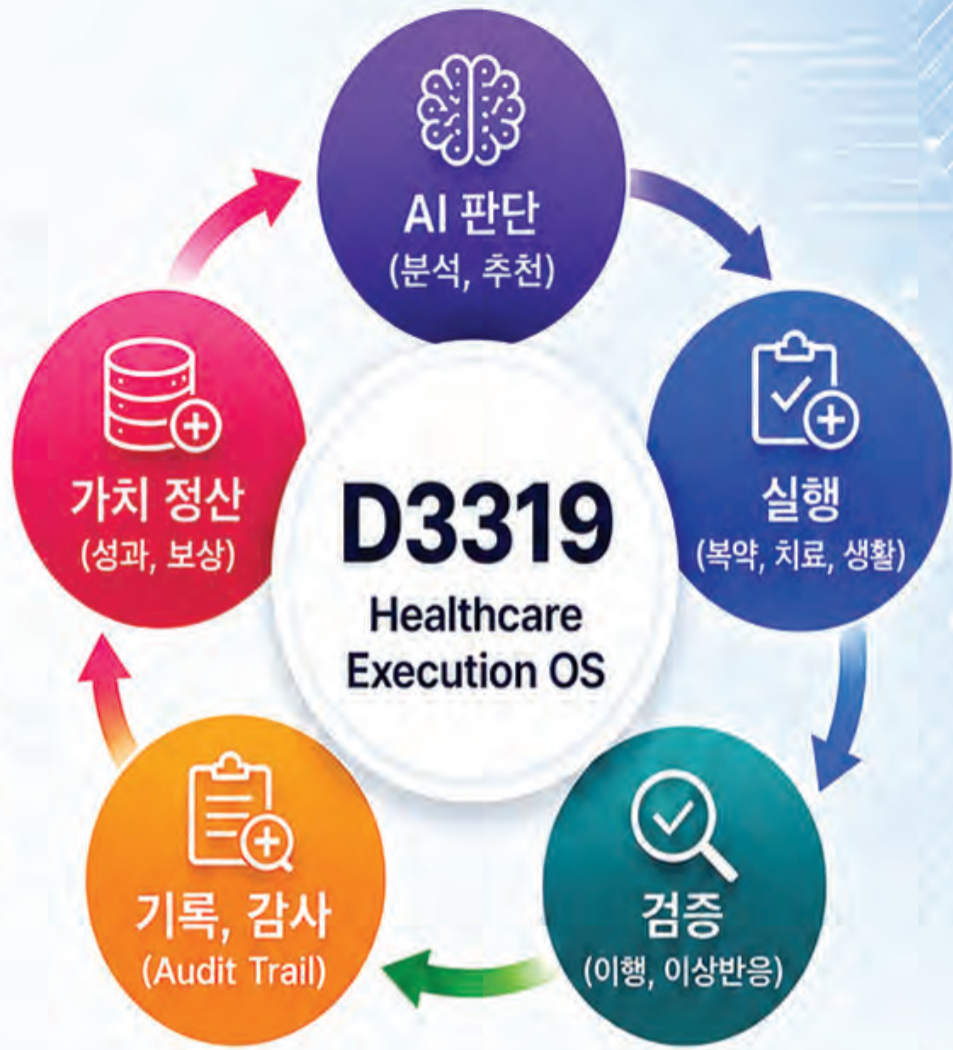 AI 판단
(분석, 추천)
실행
(복약, 치료, 생활)
검증
(이행, 이상반응)
기록, 감사
(Audit Trail)
가치 정산
(성과, 보상)
D3319
Healthcare
Execution OS